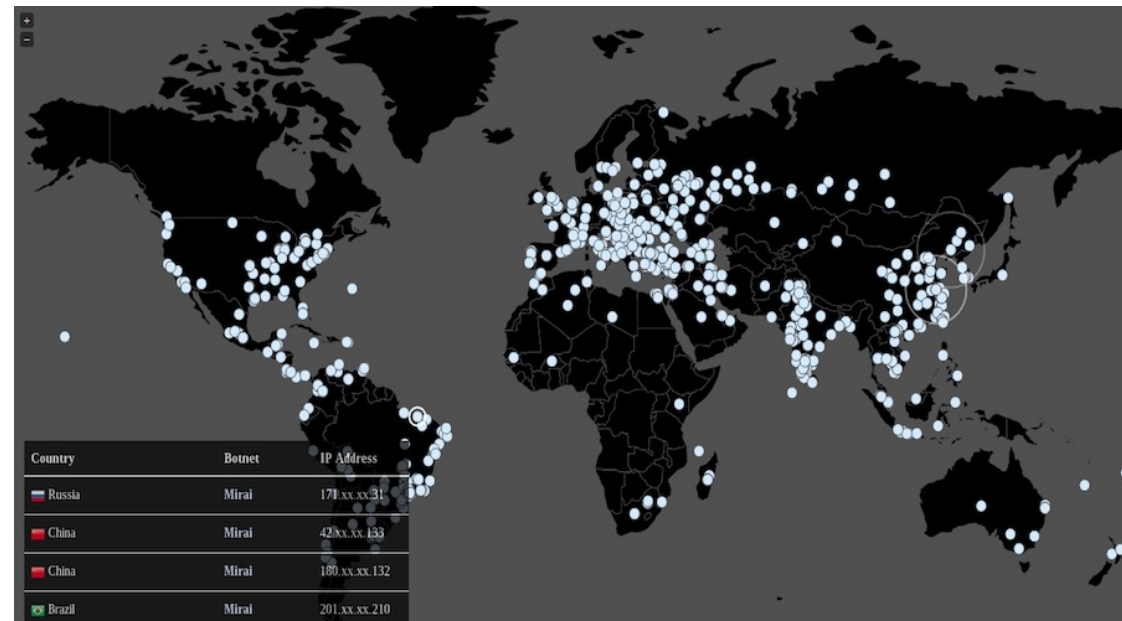 +
−
Country Botnet IP Address
Russia Mirai 171.xx.xx.31
China Mirai 42.xx.xx.133
China Mirai 180.xx.xx.132
Brazil Mirai 201.xx.xx.210